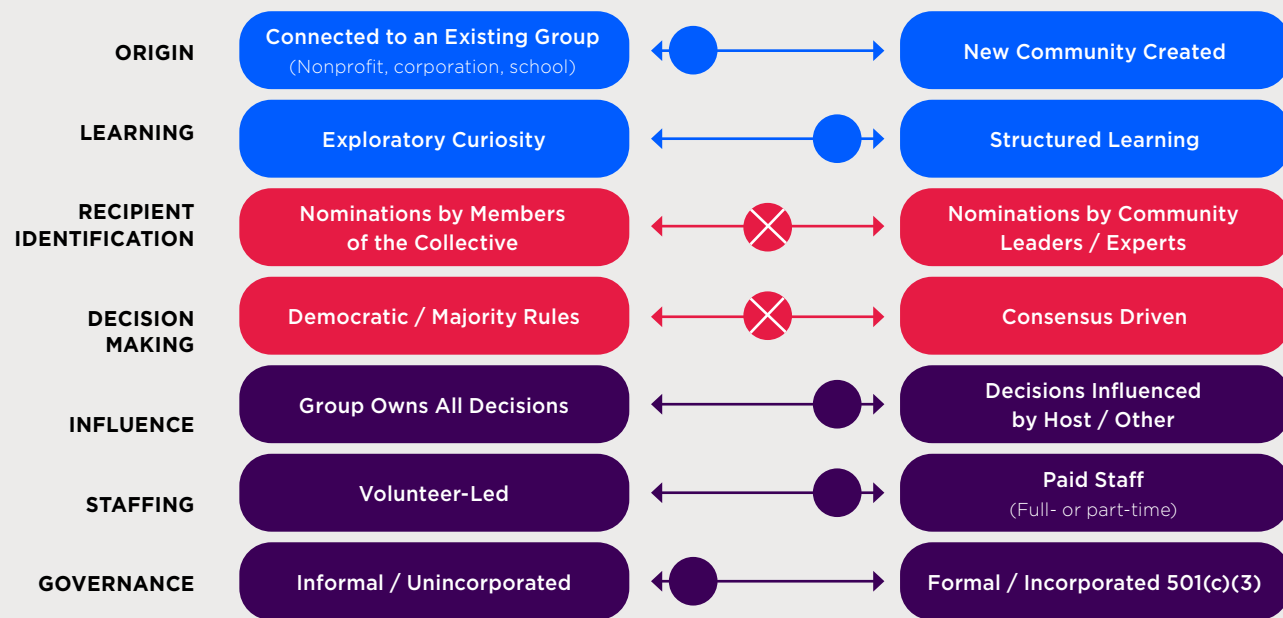 ORIGIN
Connected to an Existing Group
(Nonprofit, corporation, school)
New Community Created
LEARNING
Exploratory Curiosity
Structured Learning
RECIPIENT
IDENTIFICATION
Nominations by Members
of the Collective
Nominations by Community
Leaders / Experts
DECISION
MAKING
Democratic / Majority Rules
Consensus Driven
INFLUENCE
Group Owns All Decisions
Decisions Influenced
by Host / Other
STAFFING
Volunteer-Led
Paid Staff
(Full- or part-time)
GOVERNANCE
Informal / Unincorporated
Formal / Incorporated 501(c)(3)